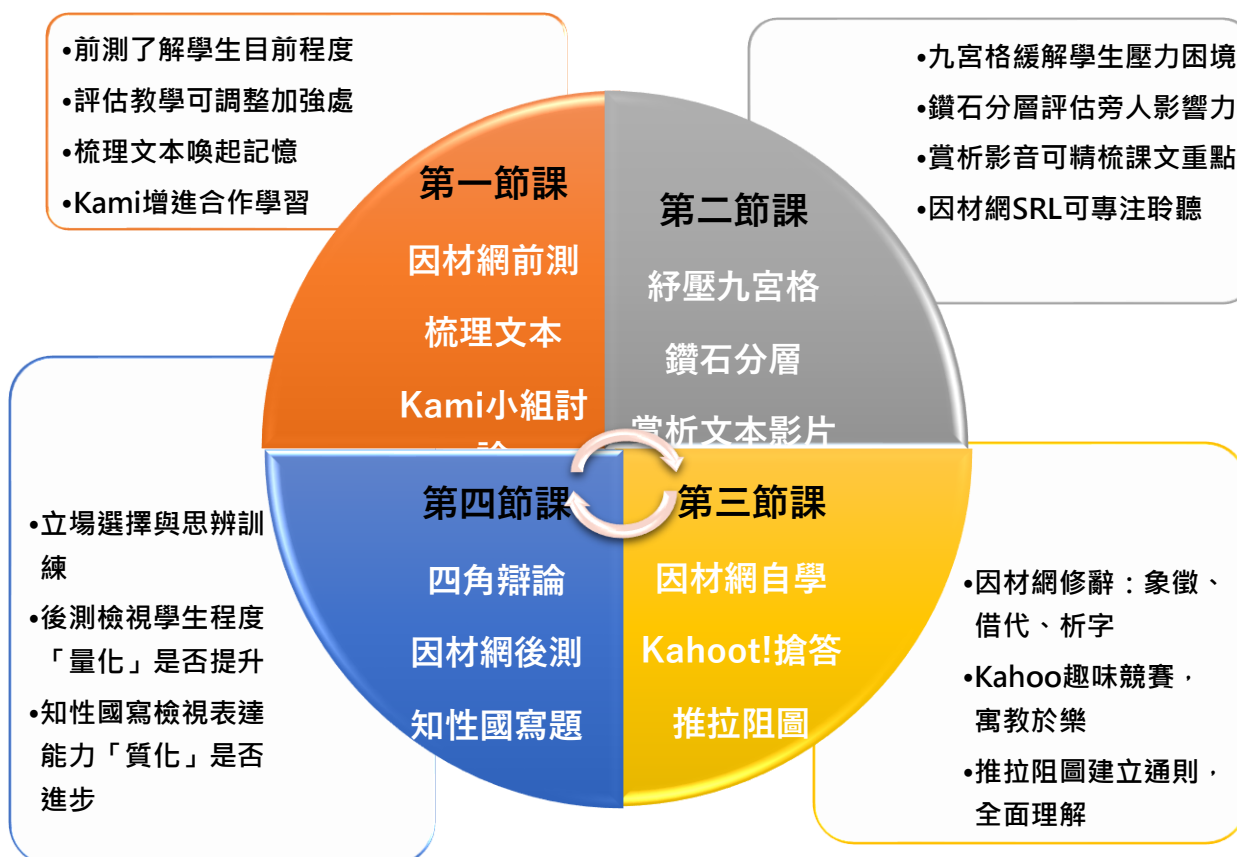 •前測了解學生目前程度
•評估教學可調整加強處
•梳理文本喚起記憶
•Kami增進合作學習
第一節課
因材網前測
梳理文本
Kami小組討
論
•九宮格緩解學生壓力困境
•鑽石分層評估旁人影響力
•賞析影音可精梳課文重點
•因材網SRL可專注聆聽
第二節課
紓壓九宮格
鑽石分層
賞析文本影片
第三節課
因材網自學
Kahoot!搶答
推拉阻圖
•因材網修辭：象徵、
借代、析字
•Kahoo趣味競賽，
寓教於樂
•推拉阻圖建立通則，
全面理解
第四節課
四角辯論
因材網後測
知性國寫題
•立場選擇與思辨訓
練
•後測檢視學生程度
「量化」是否提升
•知性國寫檢視表達
能力「質化」是否
進步